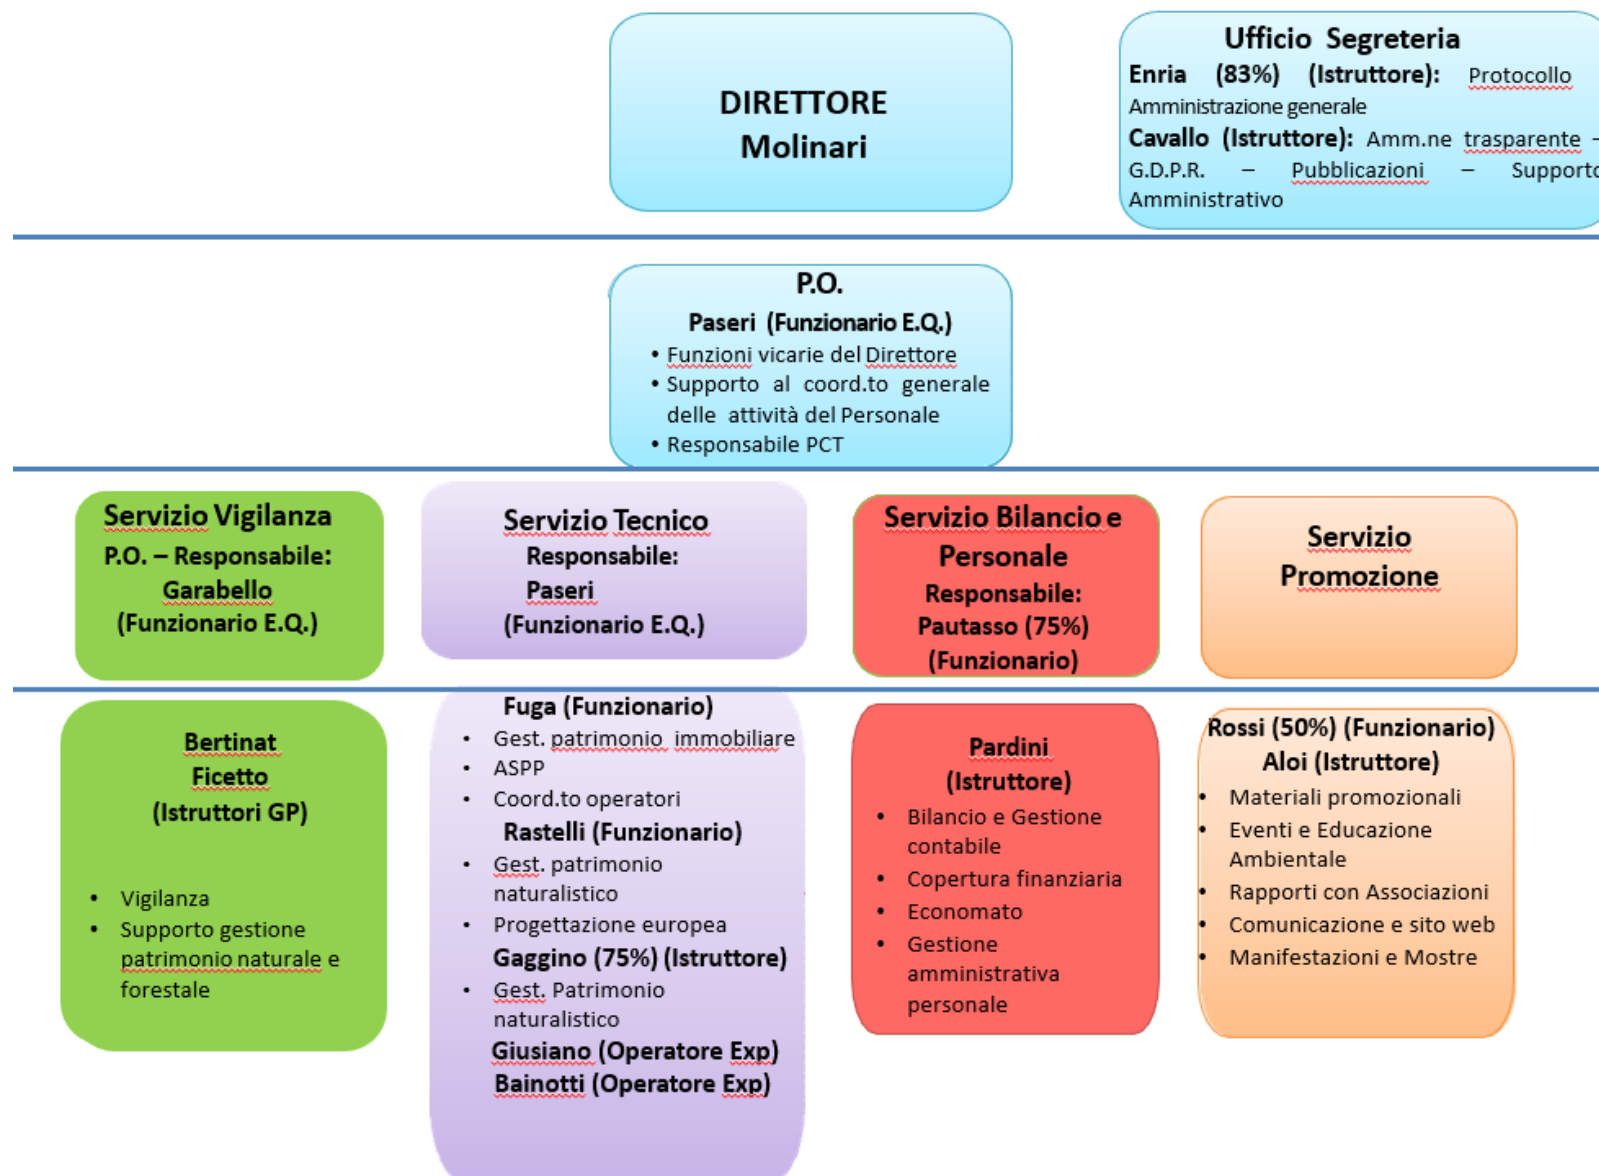 DIRETTORE
Molinari
Ufficio Segreteria
Enria (83%) (Istruttore): Protocollo
Amministrazione generale
Cavallo (Istruttore): Amm.ne trasparente –
G.D.P.R. – Pubblicazioni – Supporto
Amministrativo
P.O.
Paseri (Funzionario E.Q.)
• Funzioni vicarie del Direttore
• Supporto al coord.to generale
delle attività del Personale
• Responsabile PCT
Servizio Vigilanza
P.O. – Responsabile:
Garabello
(Funzionario E.Q.)
Servizio Tecnico
Responsabile:
Paseri
(Funzionario E.Q.)
Servizio Bilancio e
Personale
Responsabile:
Pautasso (75%)
(Funzionario)
Servizio
Promozione
Bertinat
Ficetto
(Istruttori GP)
• Vigilanza
• Supporto gestione
patrimonio naturale e
forestale
Fuga (Funzionario)
• Gest. patrimonio immobiliare
• ASPP
• Coord.to operatori
Rastelli (Funzionario)
• Gest. patrimonio
naturalistico
• Progettazione europea
Gaggino (75%) (Istruttore)
• Gest. Patrimonio
naturalistico
Giusiano (Operatore Exp)
Bainotti (Operatore Exp)
Pardini
(Istruttore)
• Bilancio e Gestione
contabile
• Copertura finanziaria
• Economato
• Gestione
amministrativa
personale
Rossi (50%) (Funzionario)
Aloi (Istruttore)
• Materiali promozionali
• Eventi e Educazione
Ambientale
• Rapporti con Associazioni
• Comunicazione e sito web
• Manifestazioni e Mostre